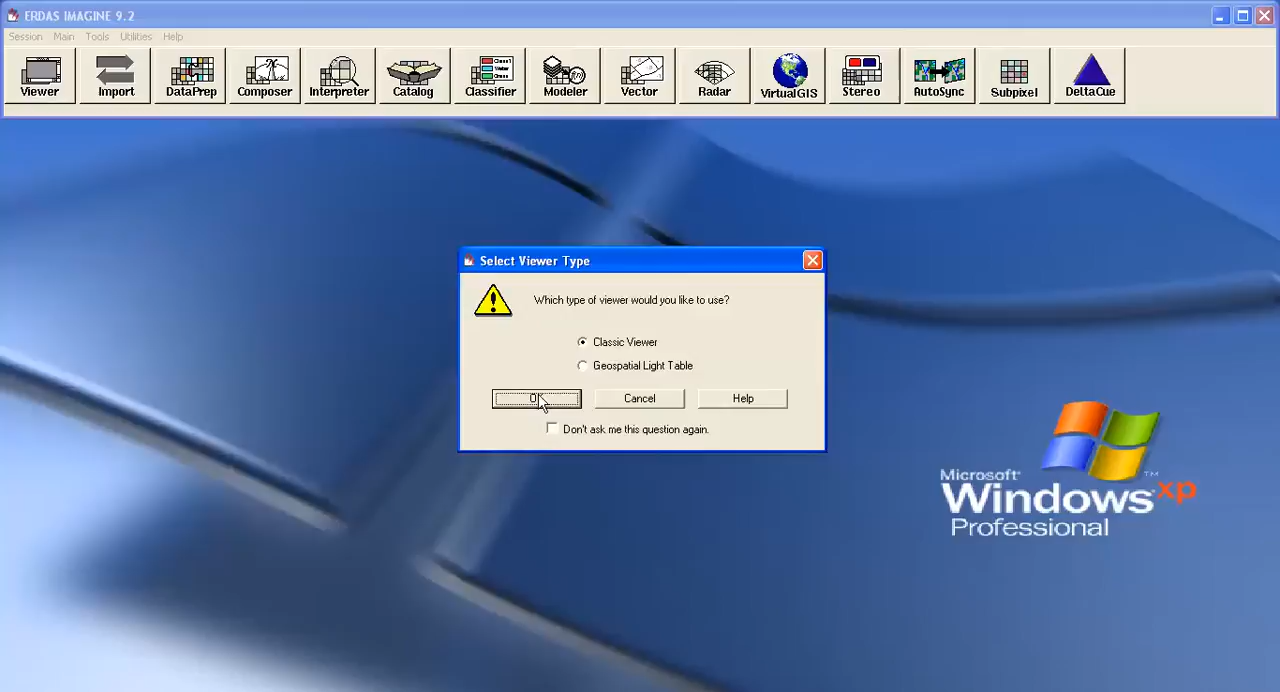 ERDAS IMAGINE 9.2
Session Main Tools Utilities Help
Viewer Import DataPrep Composer Interpreter Catalog Classifier Modeler Vector Radar VirtualGIS Stereo AutoSync Subpixel DeltaCue
Select Viewer Type
Which type of viewer would you like to use?
Classic Viewer
Geospatial Light Table
Cancel Help
Don't ask me this question again.
Microsoft
Windows xp
Professional